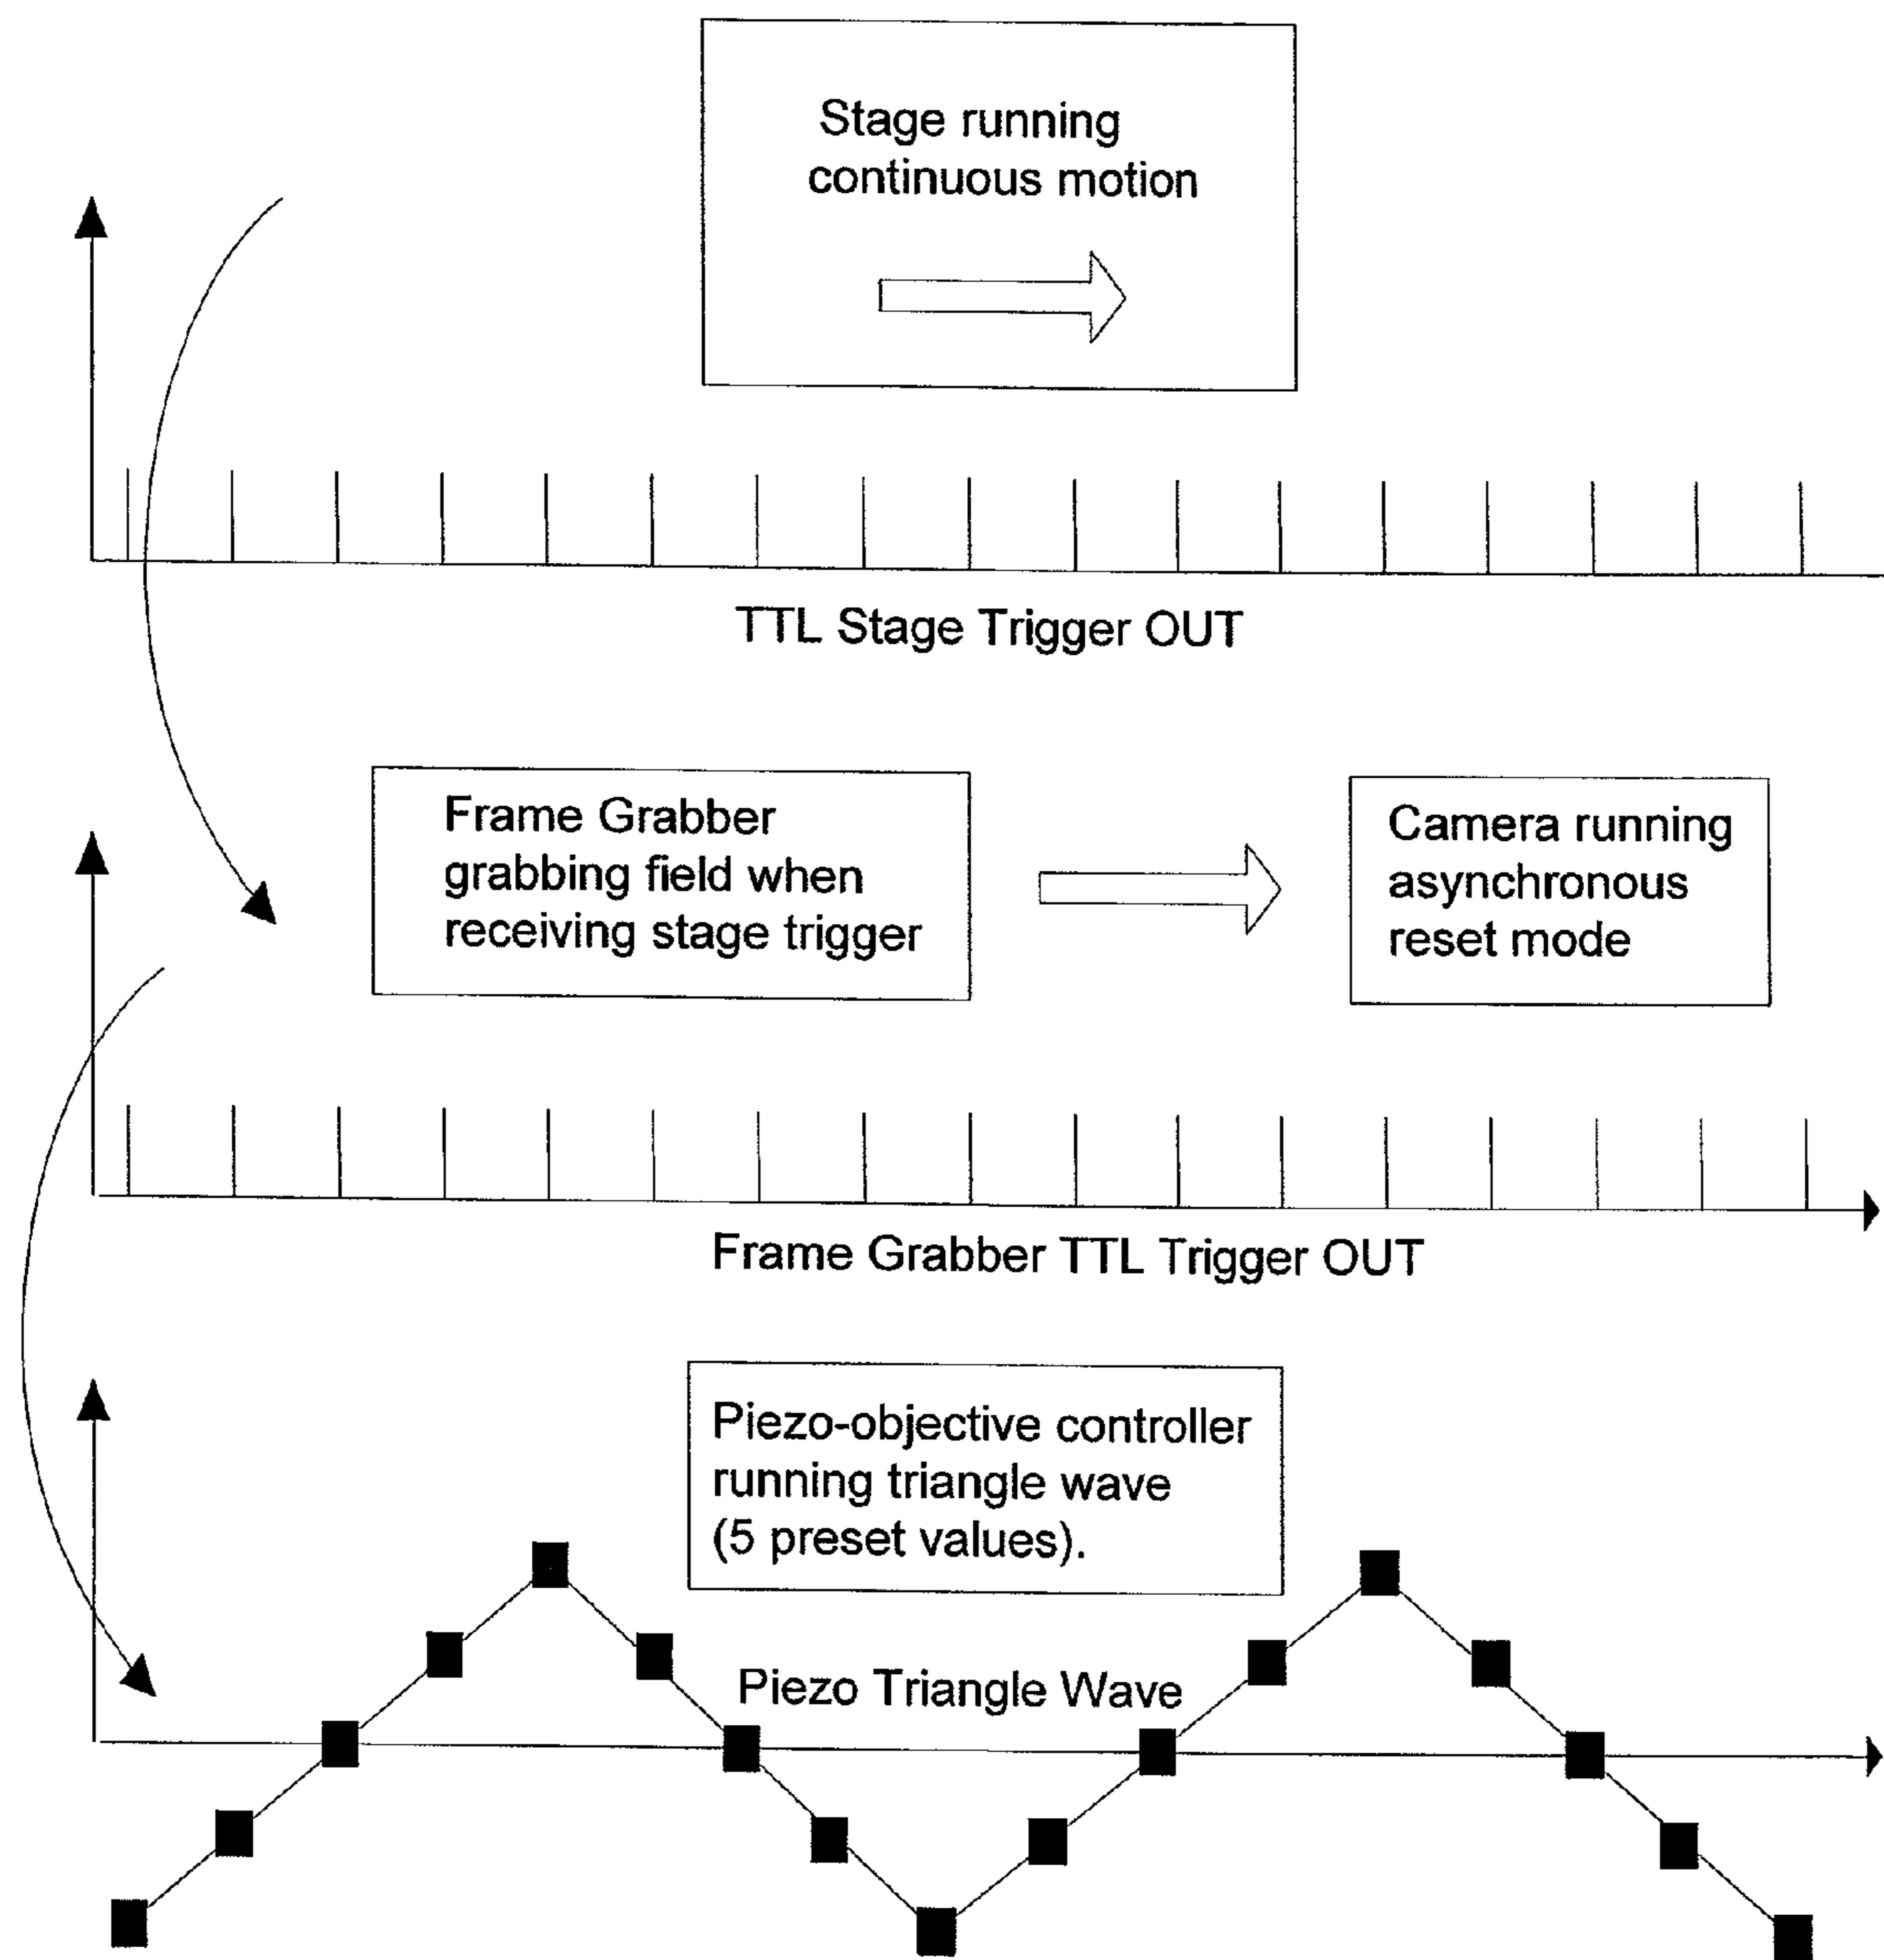 Stage running
continuous motion
TTL Stage Trigger OUT
Frame Grabber
grabbing field when
receiving stage trigger
Camera running
asynchronous
reset mode
Frame Grabber TTL Trigger OUT
Piezo-objective controller
running triangle wave
(5 preset values).
Piezo Triangle Wave